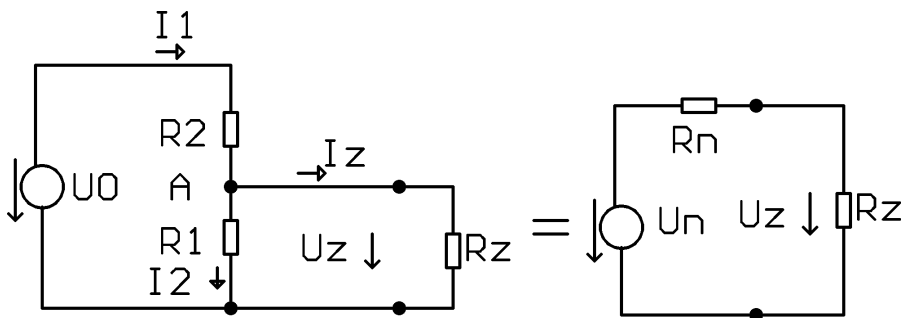 I1
R2
Iz
Rn
U0
A
Un
Uz
Rz
R1
Uz
Rz
=
I2